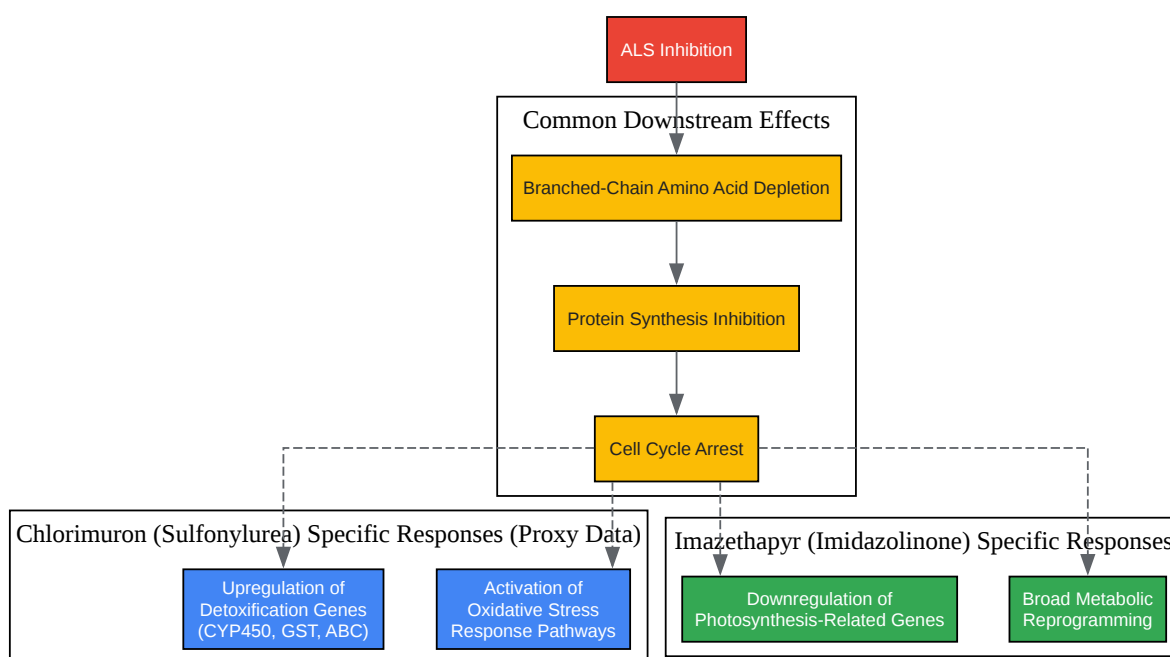 ALS Inhibition
Common Downstream Effects
Branched-Chain Amino Acid Depletion
Protein Synthesis Inhibition
Cell Cycle Arrest
Chlorimuron (Sulfonylurea) Specific Responses (Proxy Data)
Upregulation of
Detoxification Genes
(CYP450, GST, ABC)
Activation of
Oxidative Stress
Response Pathways
Imazethapyr (Imidazolinone) Specific Responses
Downregulation of
Photosynthesis-Related Genes
Broad Metabolic
Reprogramming